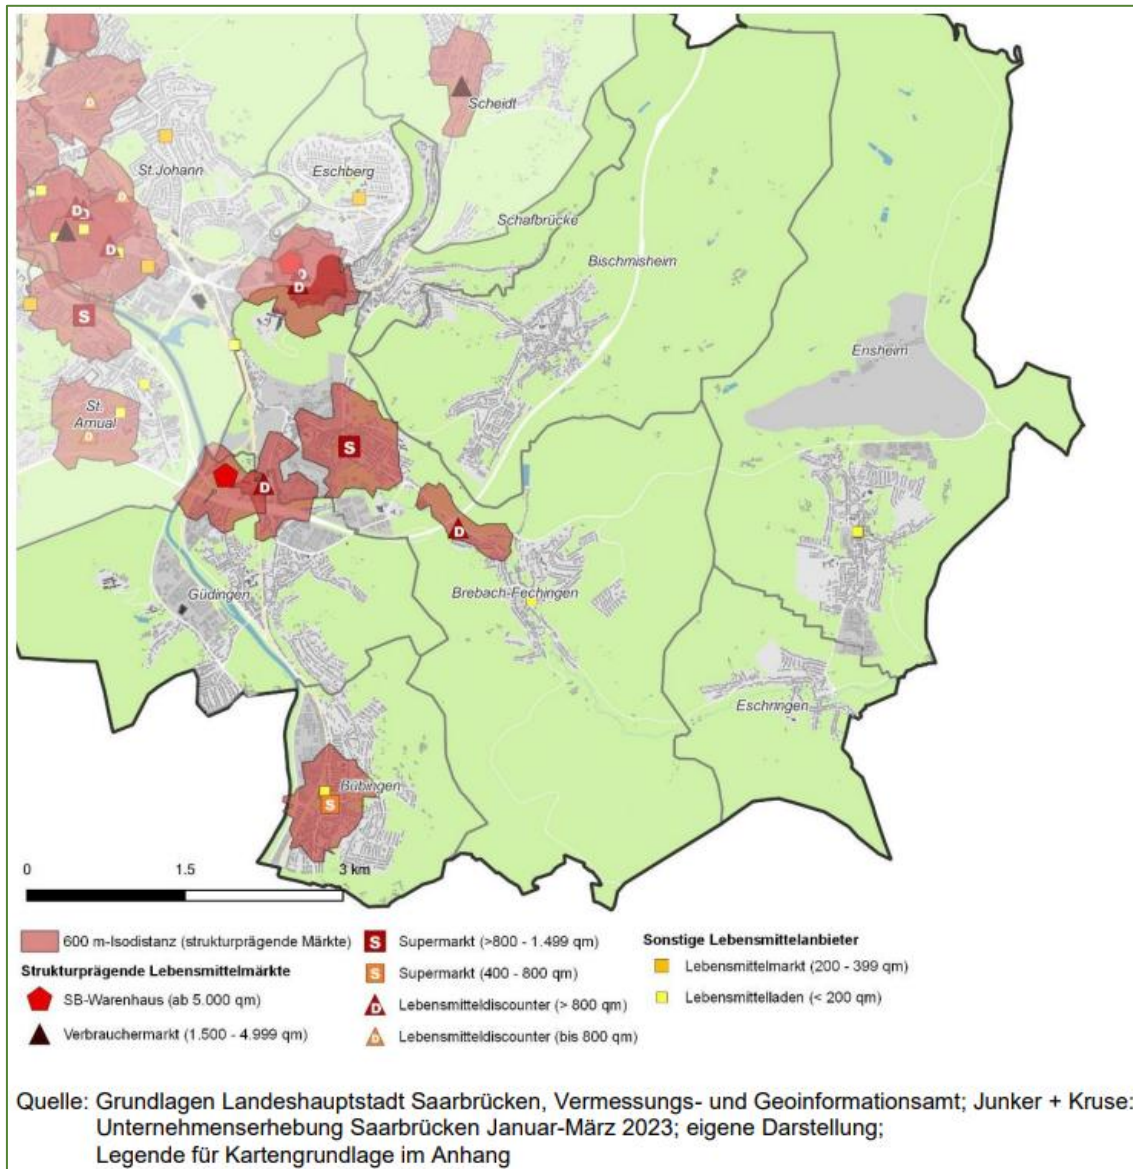 Scheidt
St.Johann
Eschberg
Schafbrücke
Bischmisheim
Ensheim
St.
Arnual
Güdingen
Brebach-Fechingen
Eschringen
Bübingen
0 1.5 3 km
600 m-Isodistanz (strukturprägende Märkte)
Strukturprägende Lebensmittelmärkte
SB-Warenhaus (ab 5.000 qm)
Verbrauchermarkt (1.500 - 4.999 qm)
S Supermarkt (>800 - 1.499 qm)
S Supermarkt (400 - 800 qm)
D Lebensmitteldiscounter (> 800 qm)
D Lebensmitteldiscounter (bis 800 qm)
Sonstige Lebensmittelanbieter
Lebensmittelmarkt (200 - 399 qm)
Lebensmittelladen (< 200 qm)
Quelle: Grundlagen Landeshauptstadt Saarbrücken, Vermessungs- und Geoinformationsamt; Junker + Kruse:
Unternehmenserhebung Saarbrücken Januar-März 2023; eigene Darstellung;
Legende für Kartengrundlage im Anhang